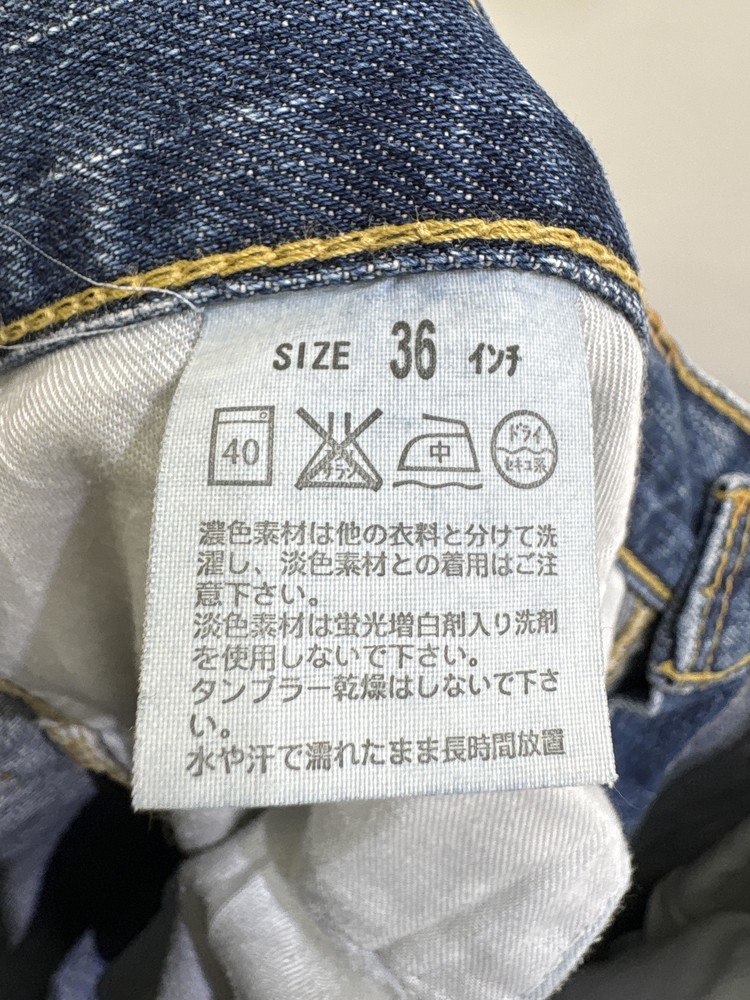 SIZE 36 インチ
40 サラシ 中 ドライ セキユ系
濃色素材は他の衣料と分けて洗
濯し、淡色素材との着用はご注
意下さい。
淡色素材は蛍光増白剤入り洗剤
を使用しないで下さい。
タンブラー乾燥はしないで下さ
い。
水や汗で濡れたまま長時間放置